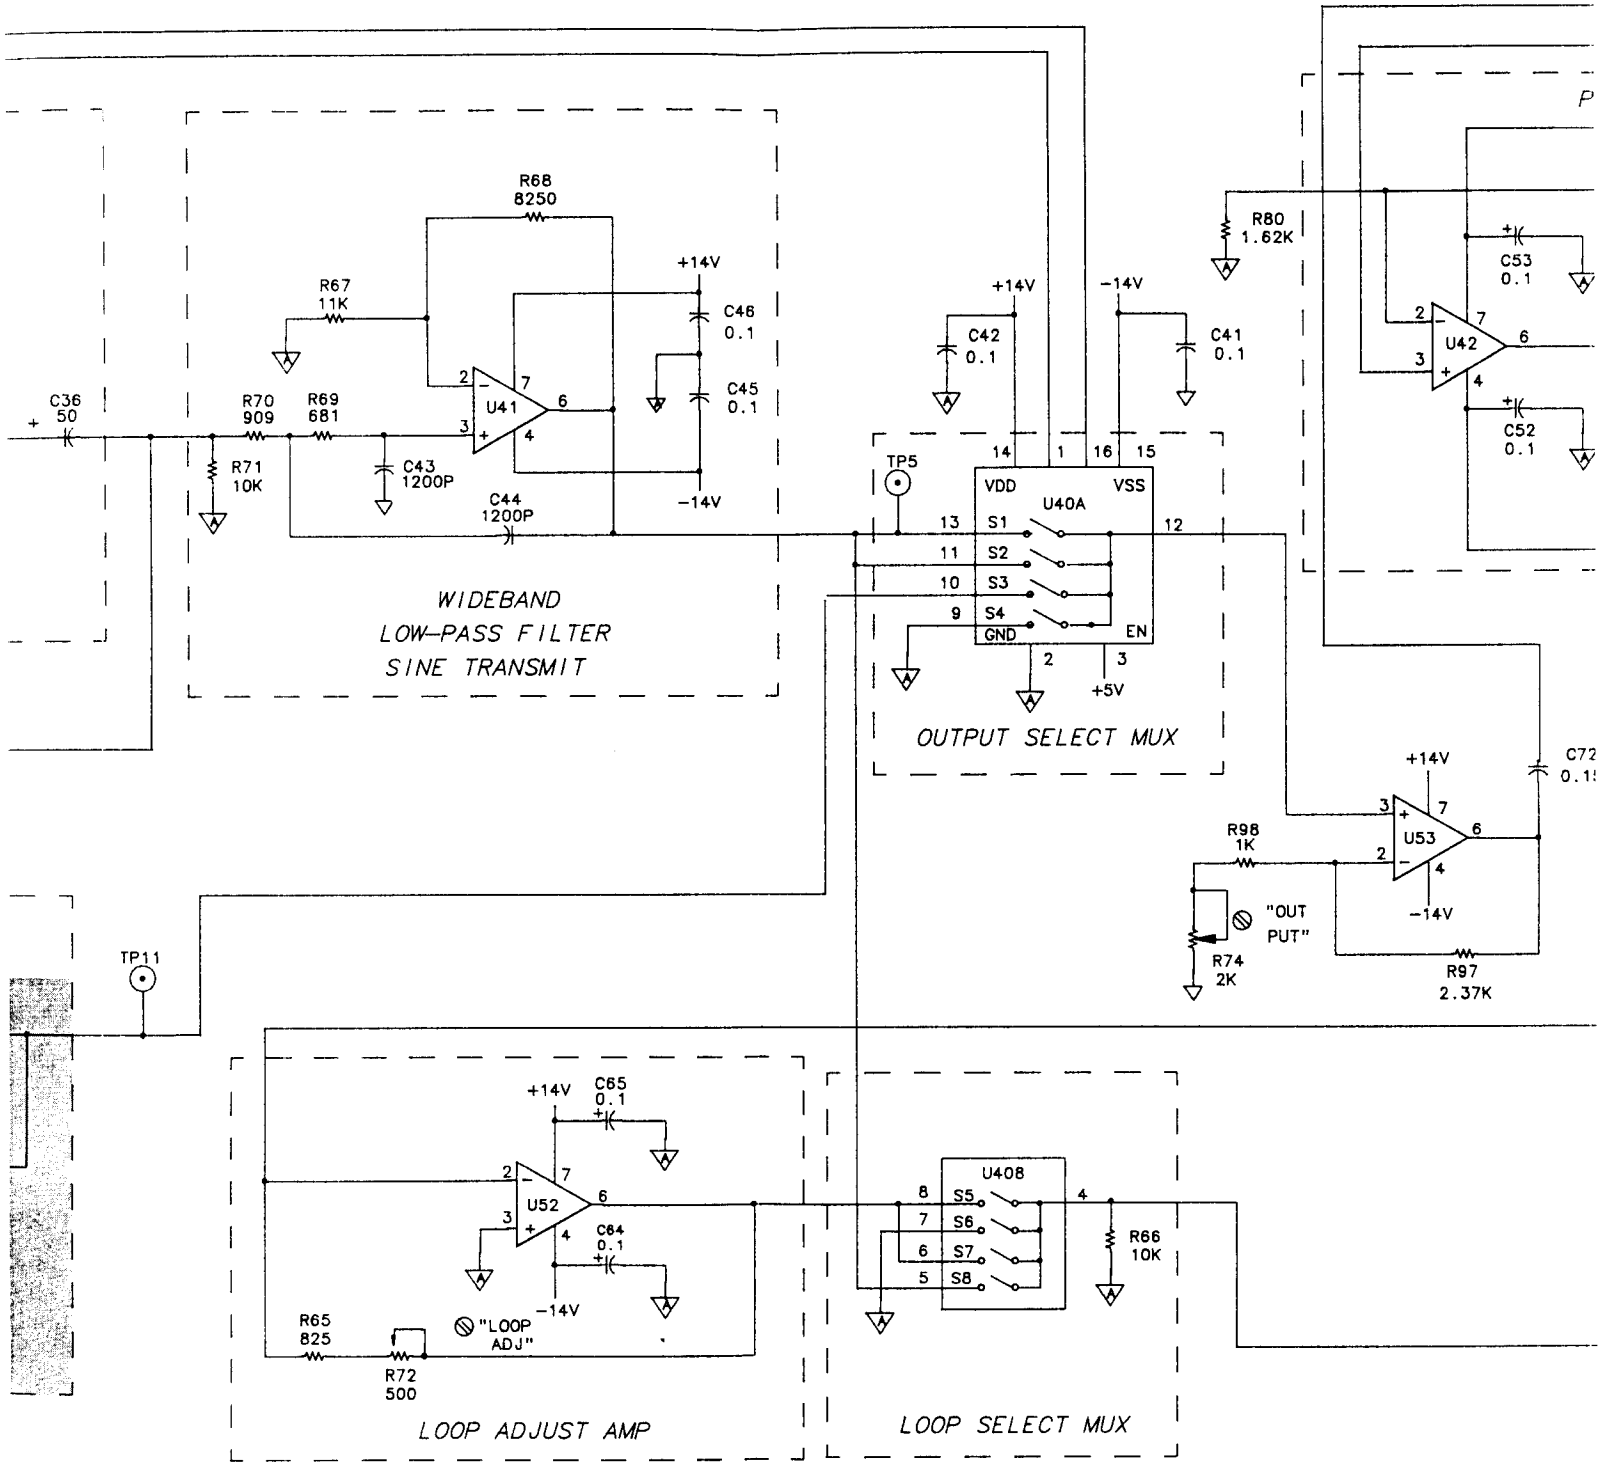 P
R68
8250
+14V
R67
11K
C46
0.1
C45
0.1
2
−
7
U41
6
3
+
4
−14V
C36
50
+
R70
909
R69
681
R71
10K
C43
1200P
C44
1200P
WIDEBAND
LOW–PASS FILTER
SINE TRANSMIT
R80
1.62K
+14V
−14V
C42
0.1
C41
0.1
+
C53
0.1
2
−
7
U42
6
3
+
4
+
C52
0.1
A
TP5
14
1
16
15
VDD
VSS
U40A
13
S1
12
11
S2
10
S3
9
S4
GND
EN
2
3
+5V
OUTPUT SELECT MUX
C72
+14V
3
+
7
U53
6
2
−
4
−14V
R98
1K
"OUT
PUT"
R74
2K
R97
2.37K
TP11
+14V
C65
0.1
+
2
−
7
U52
6
3
+
4
C64
0.1
+
−14V
"LOOP
ADJ"
R65
825
R72
500
LOOP ADJUST AMP
U408
8
S5
4
7
S6
6
S7
5
S8
R66
10K
LOOP SELECT MUX